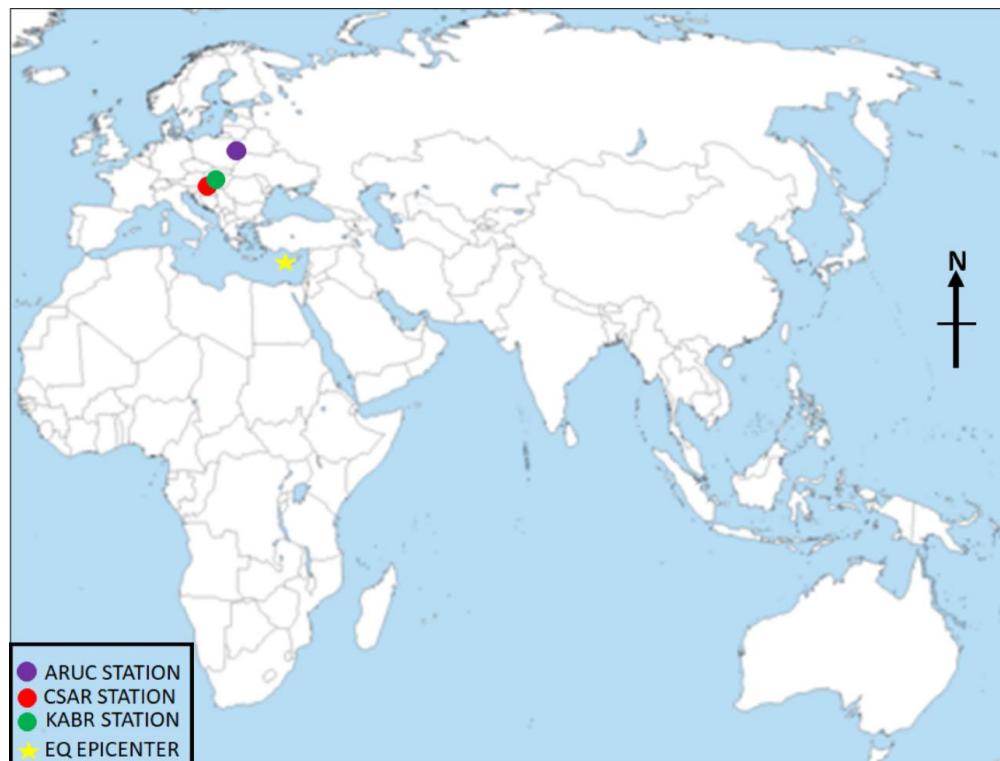 N
ARUC STATION
CSAR STATION
KABR STATION
EQ EPICENTER